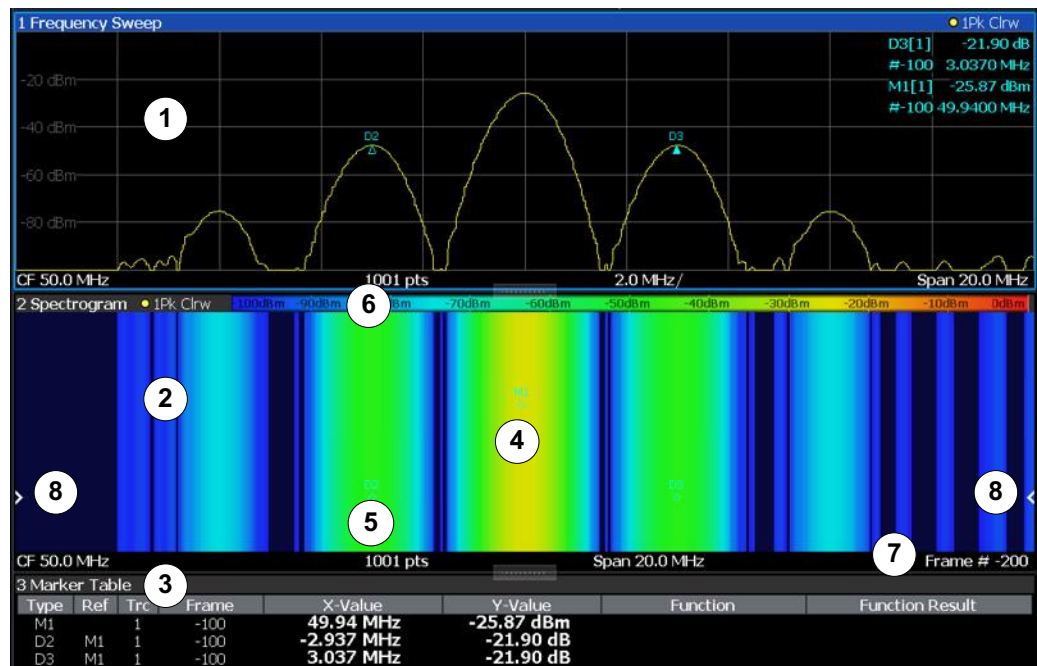 1 Frequency Sweep 1Pk Clrw
D3[1] -21.90 dB
#-100 3.0370 MHz
M1[1] -25.87 dBm
#-100 49.9400 MHz
-20 dBm
1
-40 dBm
D2 D3
-60 dBm
-80 dBm
CF 50.0 MHz 1001 pts 2.0 MHz/ Span 20.0 MHz
2 Spectrogram 1Pk Clrw -100dBm -90dBm 6 -70dBm -60dBm -50dBm -40dBm -30dBm -20dBm -10dBm 0dBm
M1
2
4
D2 D3
8 8
5
CF 50.0 MHz 1001 pts Span 20.0 MHz 7 Frame # -200
3 Marker Table 3
Type Ref Trc Frame X-Value Y-Value Function Function Result
M1 1 -100 49.94 MHz -25.87 dBm
D2 M1 1 -100 -2.937 MHz -21.90 dB
D3 M1 1 -100 3.037 MHz -21.90 dB